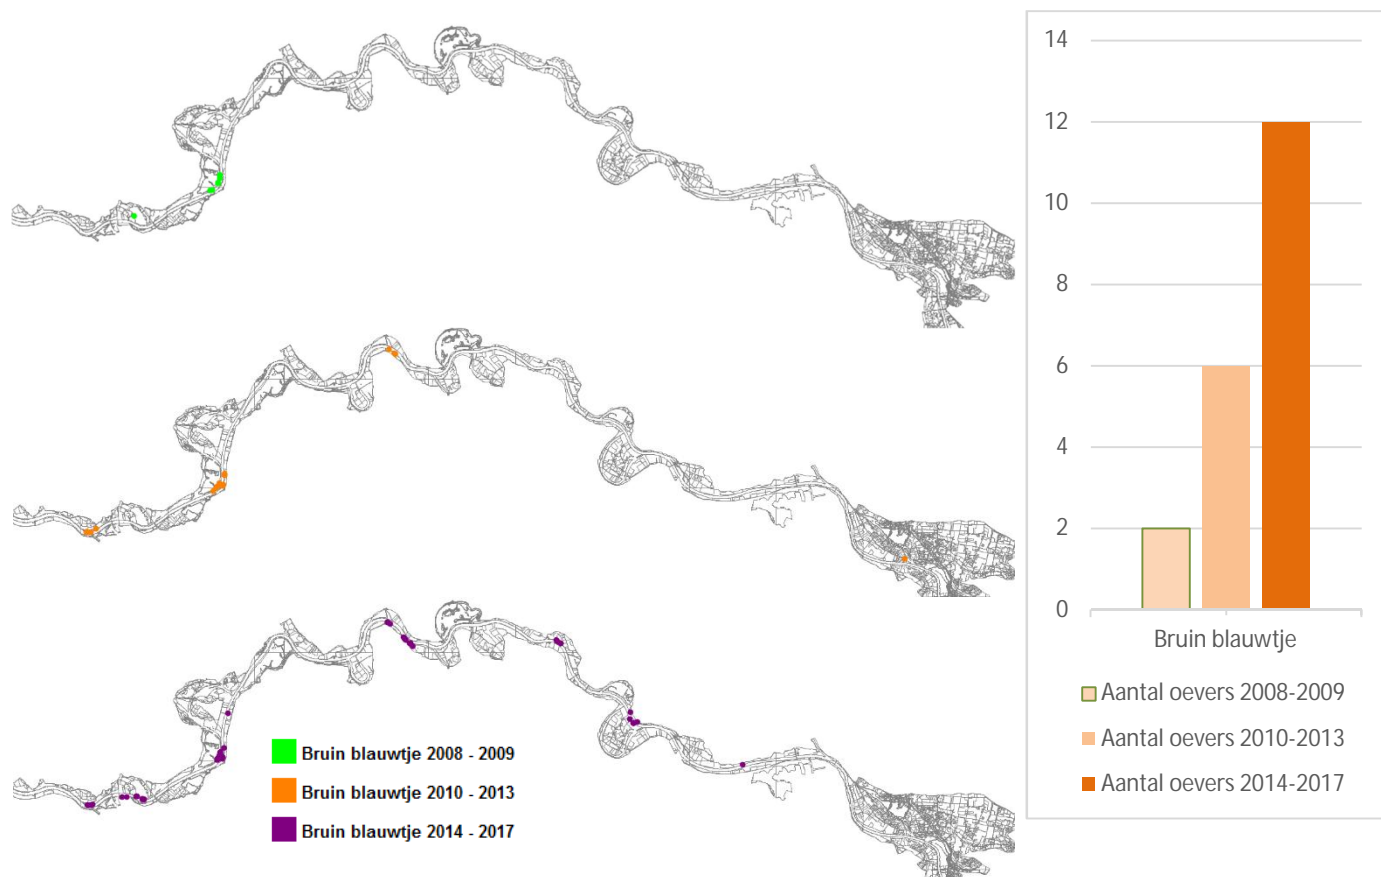 Bruin blauwtje 2008 - 2009
Bruin blauwtje 2010 - 2013
Bruin blauwtje 2014 - 2017
14
12
10
8
6
4
2
0
Bruin blauwtje
Aantal oevers 2008-2009
Aantal oevers 2010-2013
Aantal oevers 2014-2017